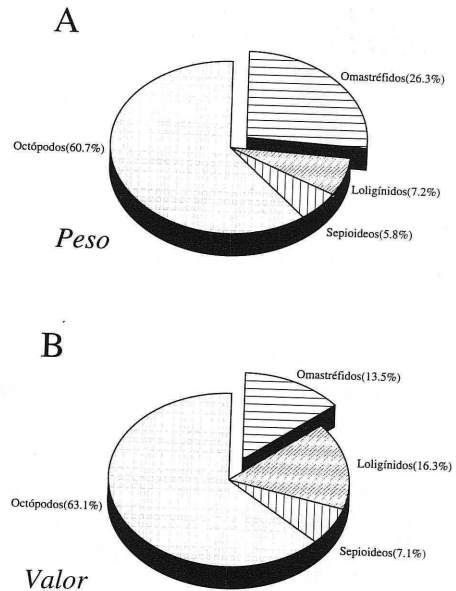 A
Omastréfidos(26.3%)
Octópodos(60.7%)
Loligínidos(7.2%)
Sepioideos(5.8%)
Peso
B
Omastréfidos(13.5%)
Loligínidos(16.3%)
Octópodos(63.1%)
Sepioideos(7.1%)
Valor